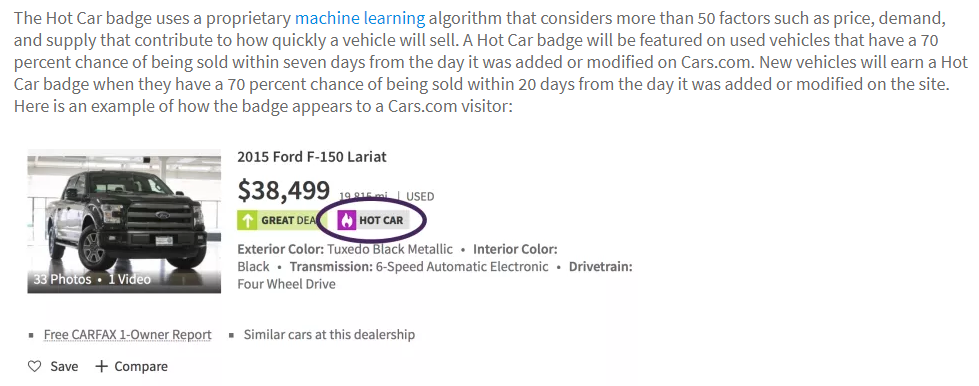 The Hot Car badge uses a proprietary machine learning algorithm that considers more than 50 factors such as price, demand,
and supply that contribute to how quickly a vehicle will sell. A Hot Car badge will be featured on used vehicles that have a 70
percent chance of being sold within seven days from the day it was added or modified on Cars.com. New vehicles will earn a Hot
Car badge when they have a 70 percent chance of being sold within 20 days from the day it was added or modified on the site.
Here is an example of how the badge appears to a Cars.com visitor:
2015 Ford F-150 Lariat
$38,499 19,815 mi. | USED
GREAT DEA HOT CAR
Exterior Color: Tuxedo Black Metallic • Interior Color:
Black • Transmission: 6-Speed Automatic Electronic • Drivetrain:
Four Wheel Drive
33 Photos • 1 Video
▪ Free CARFAX 1-Owner Report ▪ Similar cars at this dealership
Save + Compare